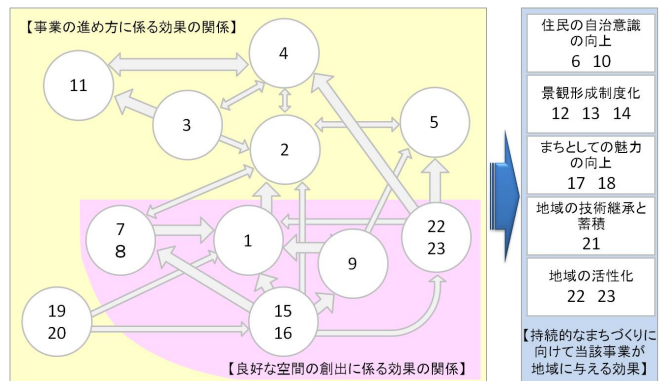 【事業の進め方に係る効果の関係】
4
11
3
5
2
7
8
1
22
23
9
19
20
15
16
【良好な空間の創出に係る効果の関係】
住民の自治意識
の向上
6 10
景観形成制度化
12 13 14
まちとしての魅力
の向上
17 18
地域の技術継承と
蓄積
21
地域の活性化
22 23
【持続的なまちづくりに
向けて当該事業が
地域に与える効果】